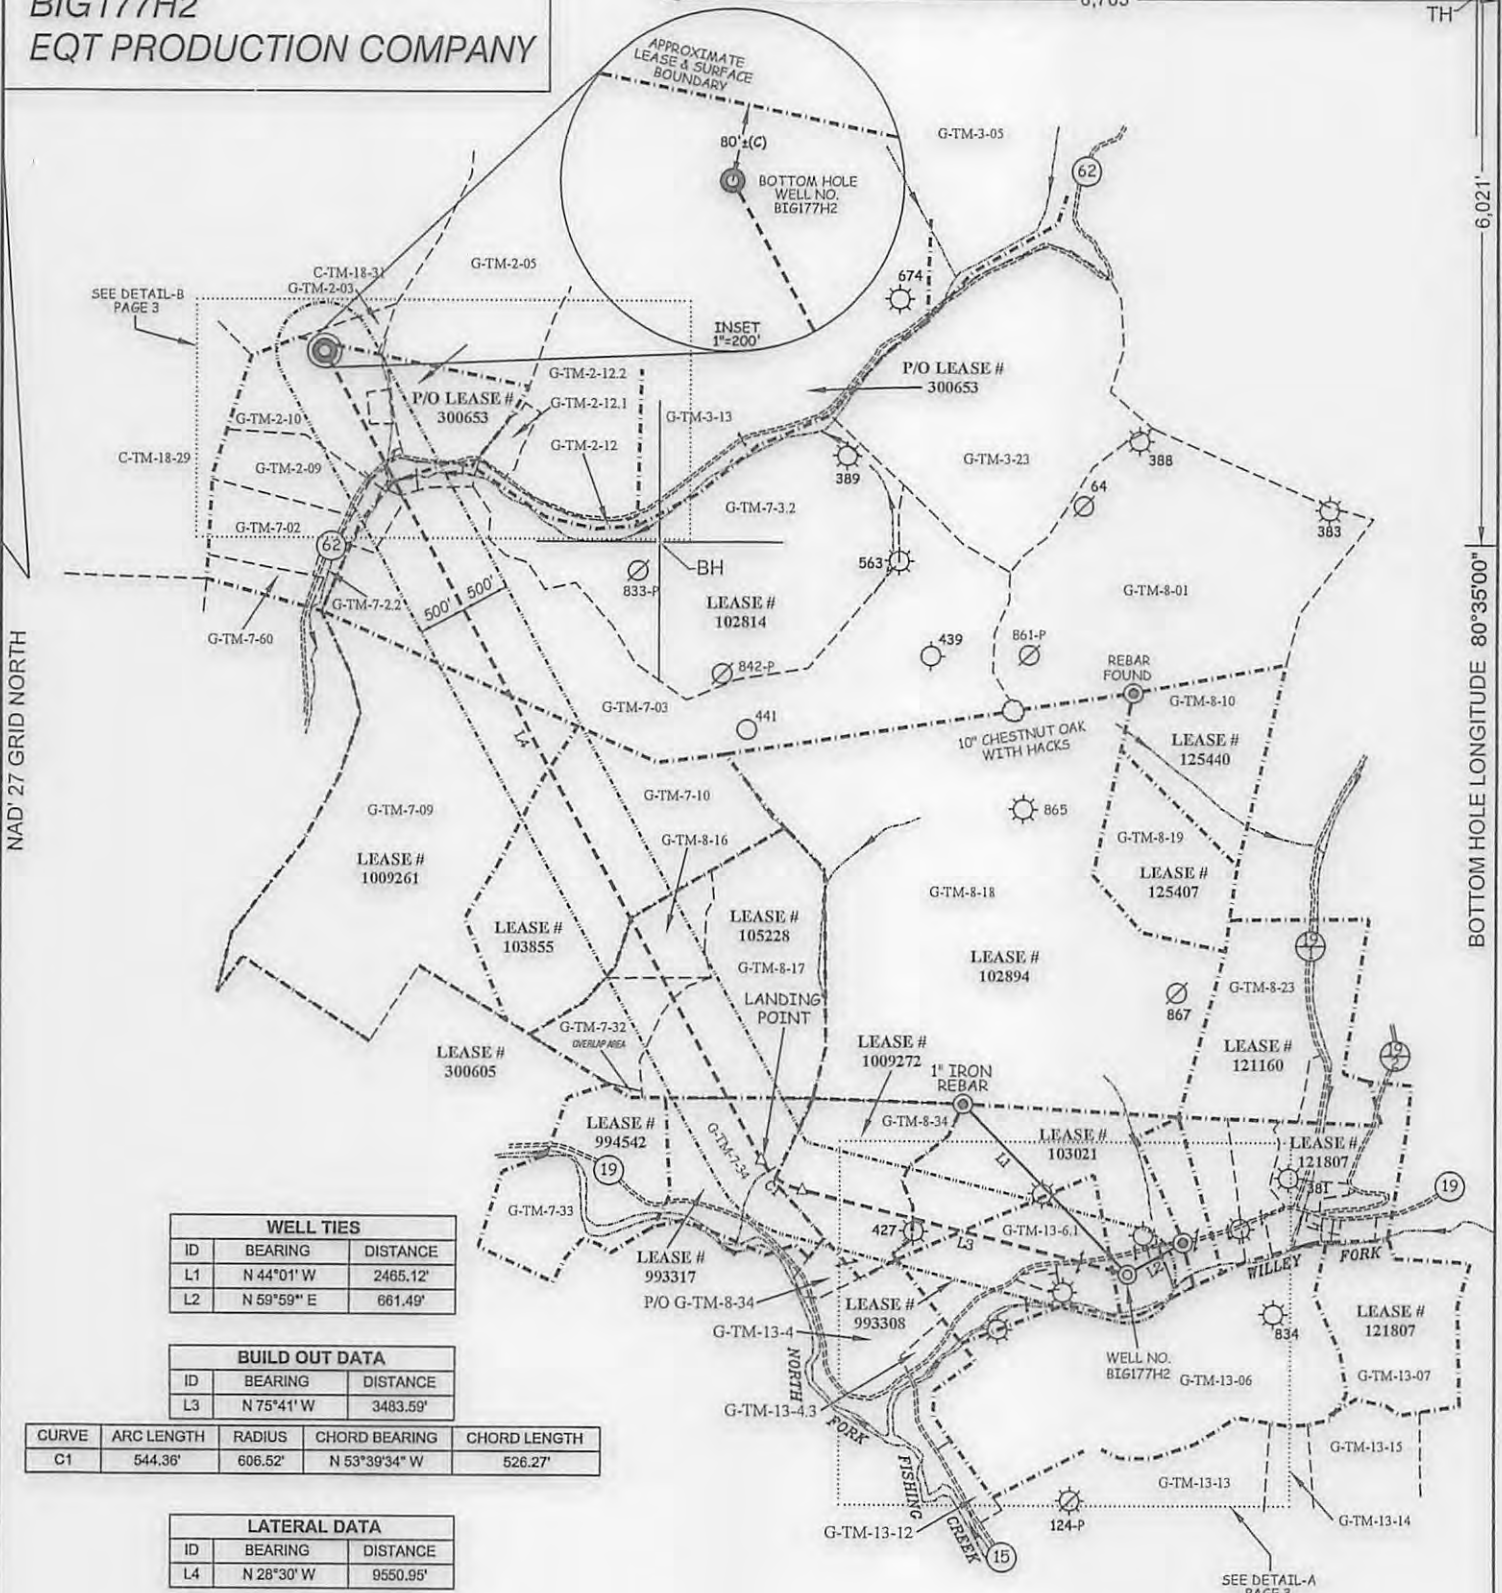 BIG177H2
EQT PRODUCTION COMPANY
TH
6,021'
BOTTOM HOLE LONGITUDE 80°35'00"
NAD' 27 GRID NORTH
APPROXIMATE
LEASE & SURFACE
BOUNDARY
80'±(C)
BOTTOM HOLE
WELL NO.
BIG177H2
INSET
1"=200'
G-TM-3-05
62
674
C-TM-18-31
G-TM-2-03
G-TM-2-05
SEE DETAIL-B
PAGE 3
P/O LEASE #
300653
P/O LEASE #
300653
G-TM-2-12.2
G-TM-2-12.1
G-TM-2-12
G-TM-3-13
G-TM-2-10
C-TM-18-29
G-TM-2-09
G-TM-7-02
62
G-TM-7-2.2
G-TM-7-60
389
G-TM-3-23
388
64
383
G-TM-7-3.2
563
BH
833-P
LEASE #
102814
G-TM-8-01
500'
500'
842-P
439
861-P
REBAR
FOUND
G-TM-7-03
441
10" CHESTNUT OAK
WITH HACKS
G-TM-8-10
LEASE #
125440
L4
G-TM-7-09
LEASE #
1009261
G-TM-7-10
G-TM-8-16
865
G-TM-8-19
LEASE #
125407
G-TM-8-18
LEASE #
103855
LEASE #
105228
G-TM-8-17
LEASE #
102894
19
1
G-TM-8-23
867
LANDING
POINT
G-TM-7-32
OVERLAP AREA
LEASE #
300605
LEASE #
1009272
1" IRON
REBAR
LEASE #
121160
19
2
LEASE #
994542
G-TM-7-34
G-TM-8-34
LEASE #
103021
LEASE #
121807
L1
19
C1
381
19
G-TM-7-33
427
G-TM-13-6.1
L3
L2
WILLEY
FORK
LEASE #
993317
P/O G-TM-8-34
LEASE #
993308
G-TM-13-4
834
LEASE #
121807
WELL NO.
BIG177H2
G-TM-13-06
G-TM-13-07
G-TM-13-4.3
NORTH
FORK
FISHING
CREEK
G-TM-13-15
G-TM-13-13
G-TM-13-14
G-TM-13-12
124-P
15
SEE DETAIL-A
PAGE 3
WELL TIES
ID BEARING DISTANCE
L1 N 44°01' W 2465.12'
L2 N 59°59'" E 661.49'
BUILD OUT DATA
ID BEARING DISTANCE
L3 N 75°41' W 3483.59'
CURVE ARC LENGTH RADIUS CHORD BEARING CHORD LENGTH
C1 544.36' 606.52' N 53°39'34" W 526.27'
LATERAL DATA
ID BEARING DISTANCE
L4 N 28°30' W 9550.95'